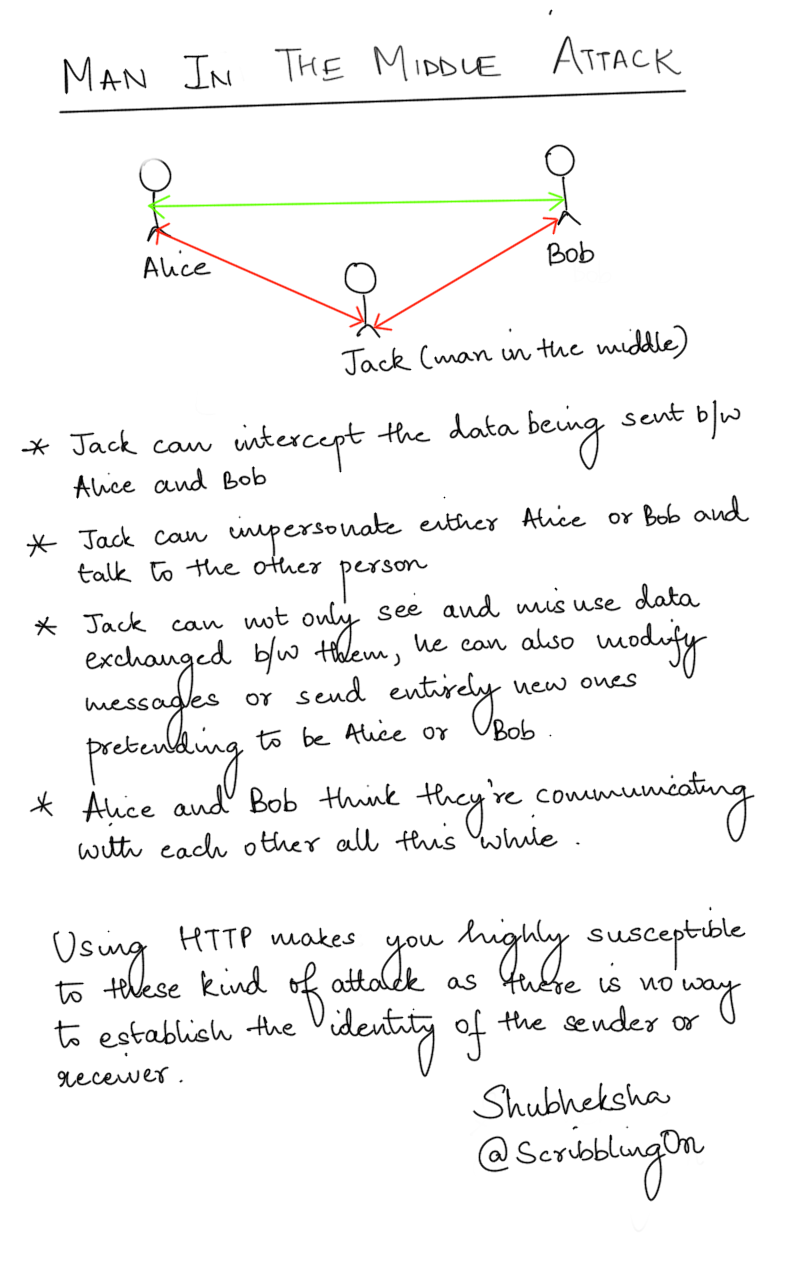 MAN IN THE MIDDLE ATTACK
Alice
Bob
Jack (man in the middle)
* Jack can intercept the data being sent b/w
Alice and Bob
* Jack can impersonate either Alice or Bob and
talk to the other person
* Jack can not only see and misuse data
exchanged b/w them, he can also modify
messages or send entirely new ones
pretending to be Alice or Bob.
* Alice and Bob think they're communicating
with each other all this while.
Using HTTP makes you highly susceptible
to these kind of attack as there is no way
to establish the identity of the sender or
receiver.
Shubheksha
@ScribblingOn